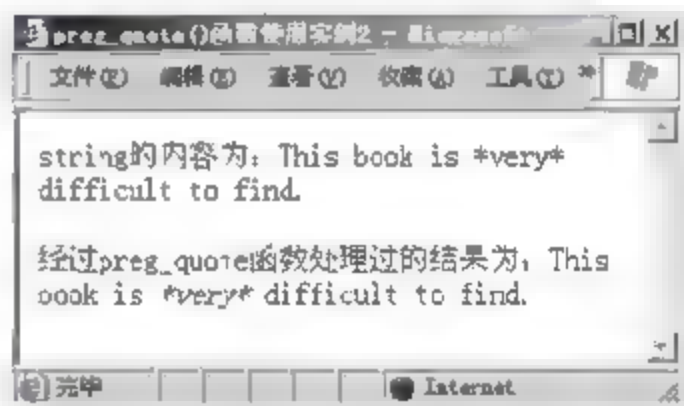 preg_quote()函数使用实例2 - Microsoft
文件(F) 编辑(E) 查看(V) 收藏(A) 工具(T) »
string的内容为：This book is *very*
difficult to find.
经过preg_quote函数处理过的结果为：This
book is *very* difficult to find.
完毕 Internet